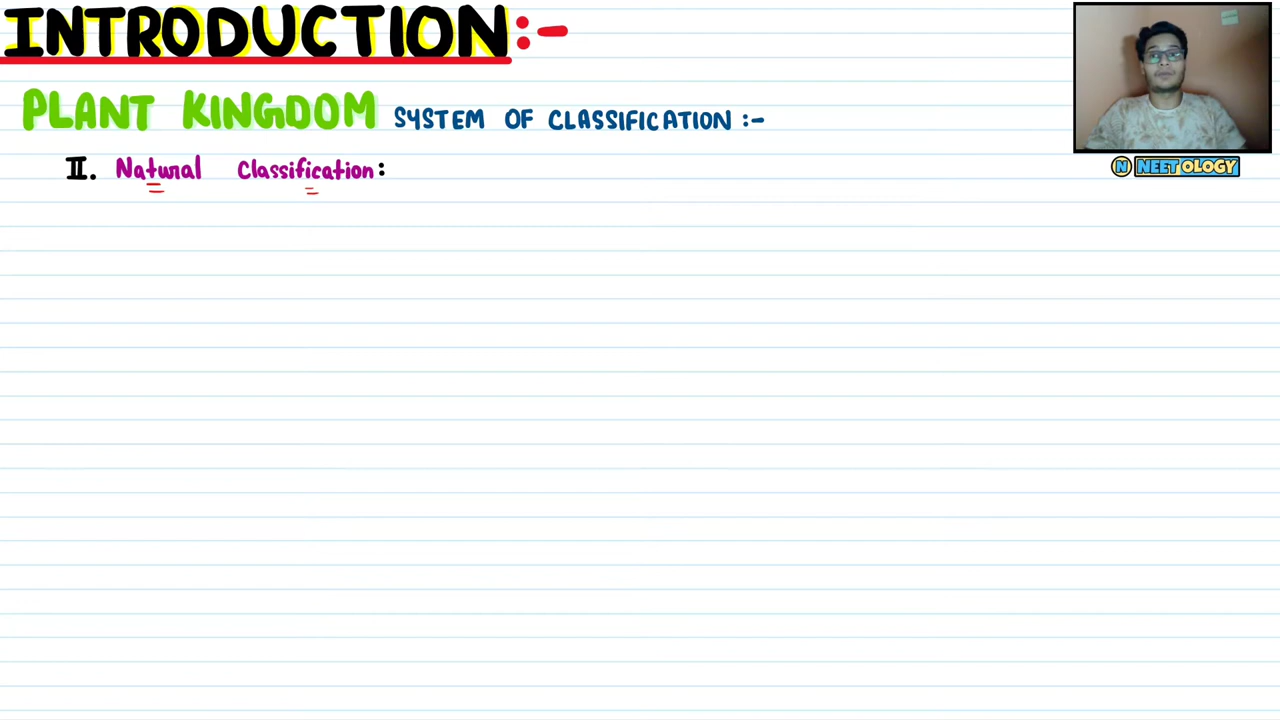 INTRODUCTION:-
PLANT KINGDOM SYSTEM OF CLASSIFICATION :-
II. Natural Classification:
N NEETOLOGY